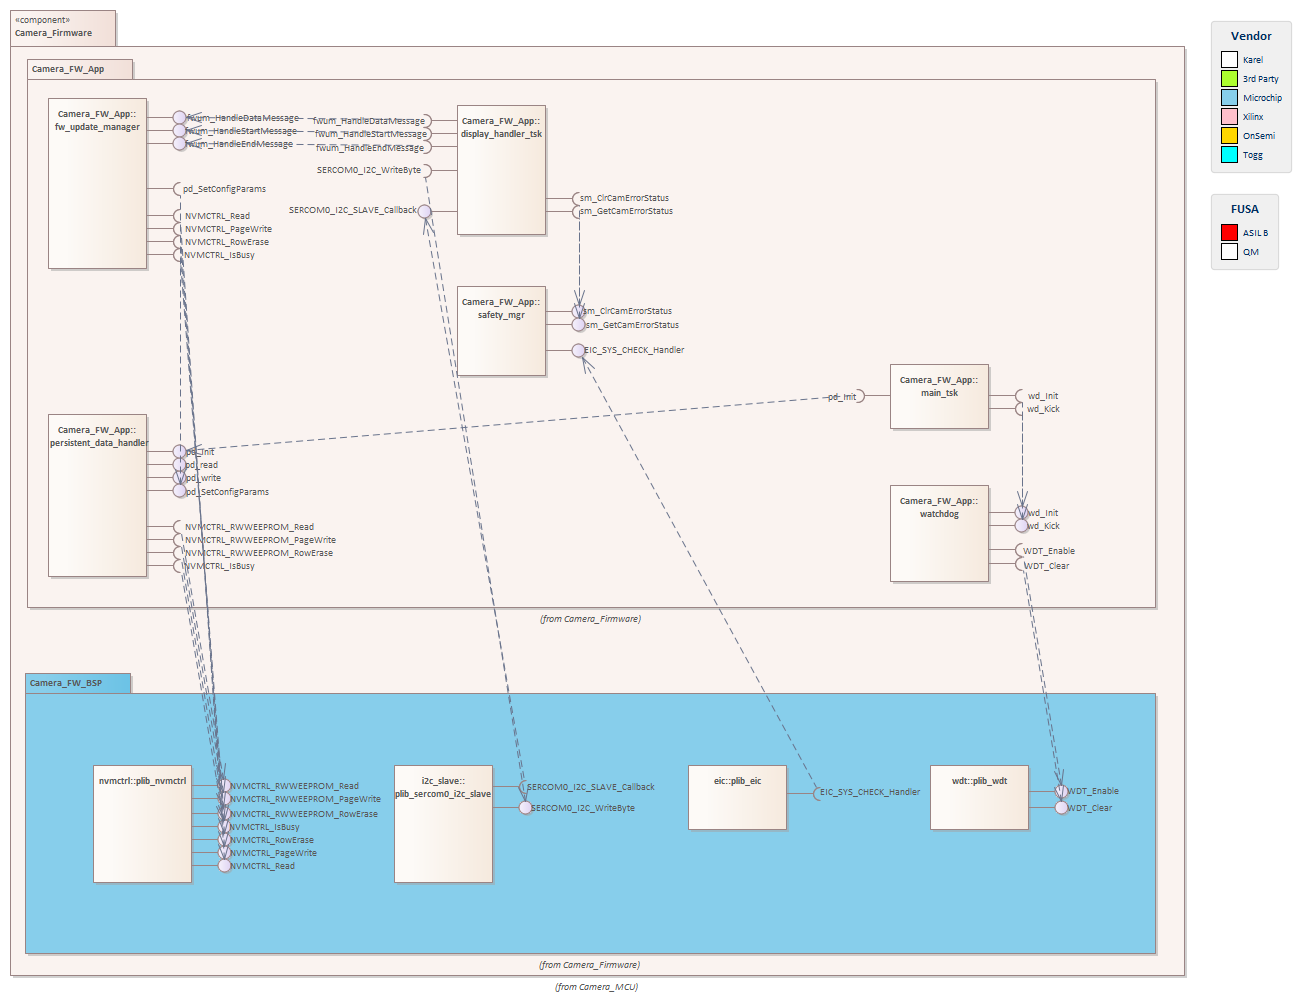 «component»
Camera_Firmware
Camera_FW_App
Camera_FW_App::
fw_update_manager
fwum_HandleDataMessage
fwum_HandleStartMessage
fwum_HandleEndMessage
pd_SetConfigParams
NVMCTRL_Read
NVMCTRL_PageWrite
NVMCTRL_RowErase
NVMCTRL_IsBusy
fwum_HandleDataMessage
fwum_HandleStartMessage
fwum_HandleEndMessage
SERCOM0_I2C_WriteByte
SERCOM0_I2C_SLAVE_Callback
Camera_FW_App::
display_handler_tsk
sm_ClrCamErrorStatus
sm_GetCamErrorStatus
Camera_FW_App::
safety_mgr
sm_ClrCamErrorStatus
sm_GetCamErrorStatus
EIC_SYS_CHECK_Handler
pd_Init
Camera_FW_App::
main_tsk
wd_Init
wd_Kick
Camera_FW_App::
persistent_data_handler
pd_Init
pd_read
pd_write
pd_SetConfigParams
NVMCTRL_RWWEEPROM_Read
NVMCTRL_RWWEEPROM_PageWrite
NVMCTRL_RWWEEPROM_RowErase
NVMCTRL_IsBusy
Camera_FW_App::
watchdog
wd_Init
wd_Kick
WDT_Enable
WDT_Clear
(from Camera_Firmware)
Camera_FW_BSP
nvmctrl::plib_nvmctrl
NVMCTRL_RWWEEPROM_Read
NVMCTRL_RWWEEPROM_PageWrite
NVMCTRL_RWWEEPROM_RowErase
NVMCTRL_IsBusy
NVMCTRL_RowErase
NVMCTRL_PageWrite
NVMCTRL_Read
i2c_slave::
plib_sercom0_i2c_slave
SERCOM0_I2C_SLAVE_Callback
SERCOM0_I2C_WriteByte
eic::plib_eic
EIC_SYS_CHECK_Handler
wdt::plib_wdt
WDT_Enable
WDT_Clear
(from Camera_Firmware)
(from Camera_MCU)
Vendor
Karel
3rd Party
Microchip
Xilinx
OnSemi
Togg
FUSA
ASIL B
QM